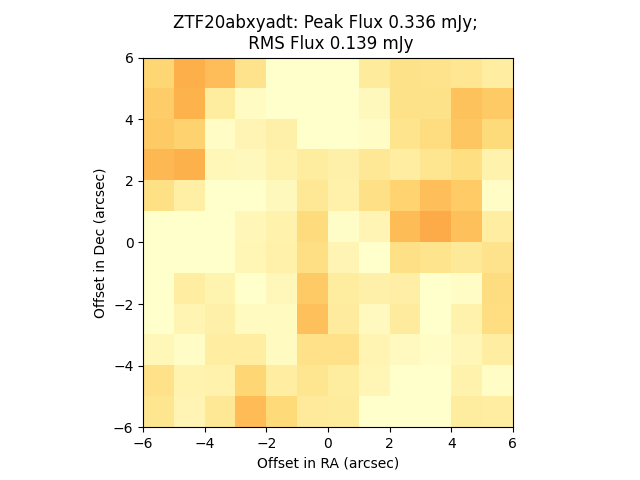 ZTF20abxyadt: Peak Flux 0.336 mJy;
RMS Flux 0.139 mJy
6
4
2
0
−2
−4
−6
Offset in Dec (arcsec)
−6 −4 −2 0 2 4 6
Offset in RA (arcsec)